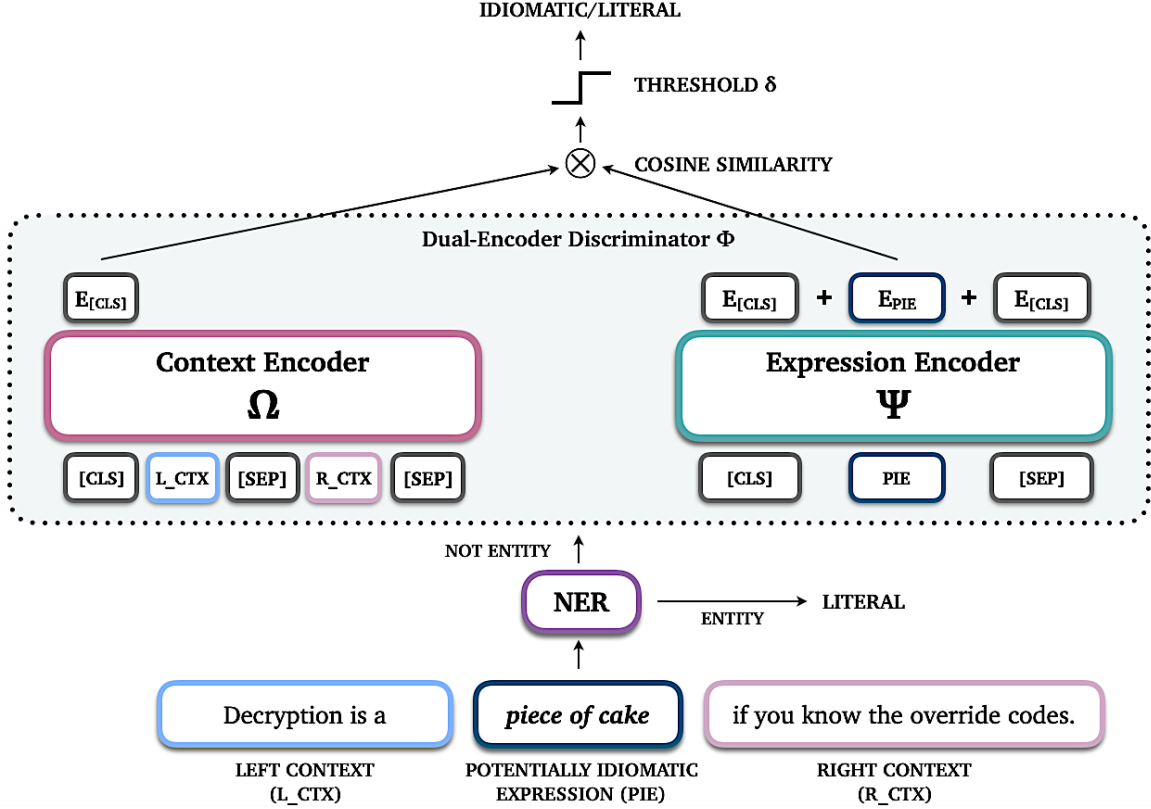 IDIOMATIC/LITERAL
THRESHOLD δ
COSINE SIMILARITY
Dual-Encoder Discriminator Φ
E[CLS]
E[CLS] + EPIE + E[CLS]
Context Encoder
Ω
Expression Encoder
Ψ
[CLS] L_CTX [SEP] R_CTX [SEP]
[CLS] PIE [SEP]
NOT ENTITY
NER
ENTITY
LITERAL
Decryption is a
piece of cake
if you know the override codes.
LEFT CONTEXT
(L_CTX)
POTENTIALLY IDIOMATIC
EXPRESSION (PIE)
RIGHT CONTEXT
(R_CTX)